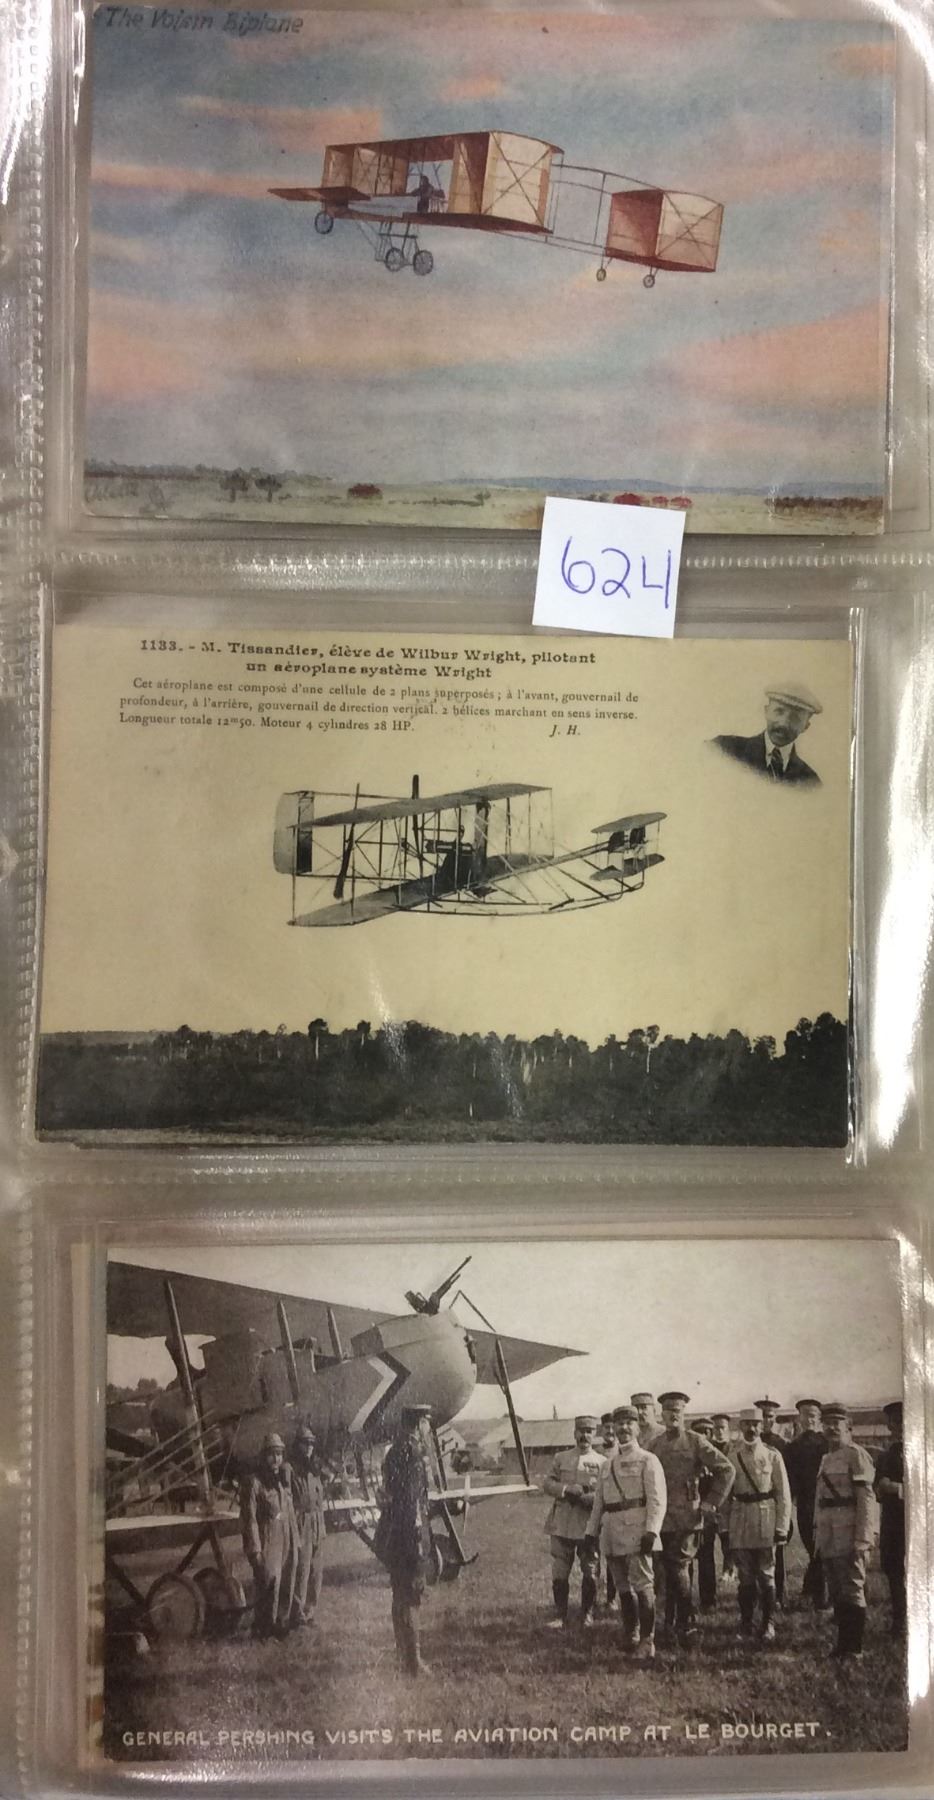 The Voisin Biplane
624
1133. - M. Tissandier, élève de Wilbur Wright, pilotant
un aéroplane système Wright
Cet aéroplane est composé d'une cellule de 2 plans superposés ; à l'avant, gouvernail de
profondeur, à l'arrière, gouvernail de direction vertical. 2 hélices marchant en sens inverse.
Longueur totale 12ᵐ50. Moteur 4 cylindres 28 HP.
J. H.
GENERAL PERSHING VISITS THE AVIATION CAMP AT LE BOURGET.